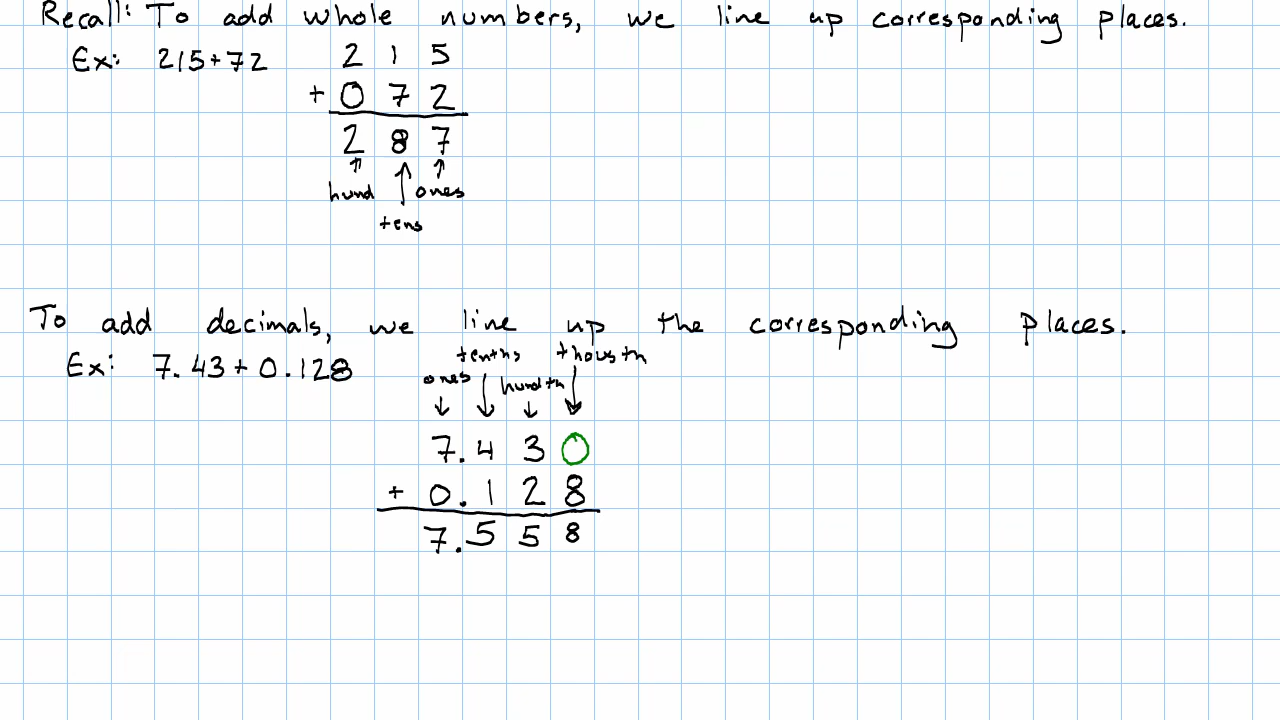 Recall: To add whole numbers, we line up corresponding places.
Ex: 215+72
2 1 5
+ 0 7 2
2 8 7
hund ones
tens
To add decimals, we line up the corresponding places.
Ex: 7.43+0.128
tenths thousth
ones hundth
7.4 3 0
+ 0.1 2 8
7.5 5 8